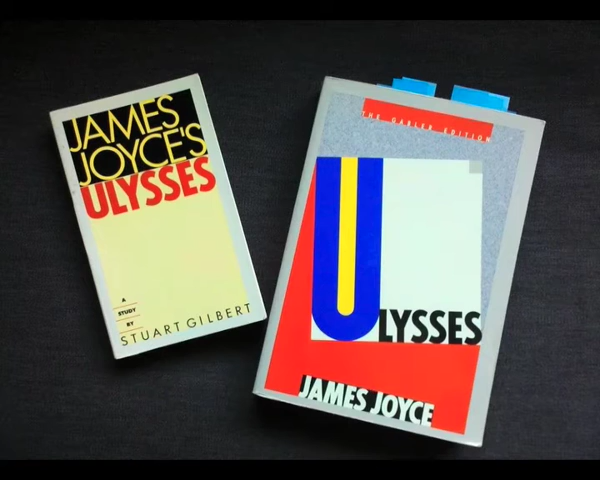 JAMES
JOYCE'S
ULYSSES
A
STUDY
BY
STUART GILBERT
THE GABLER EDITION
ULYSSES
JAMES JOYCE